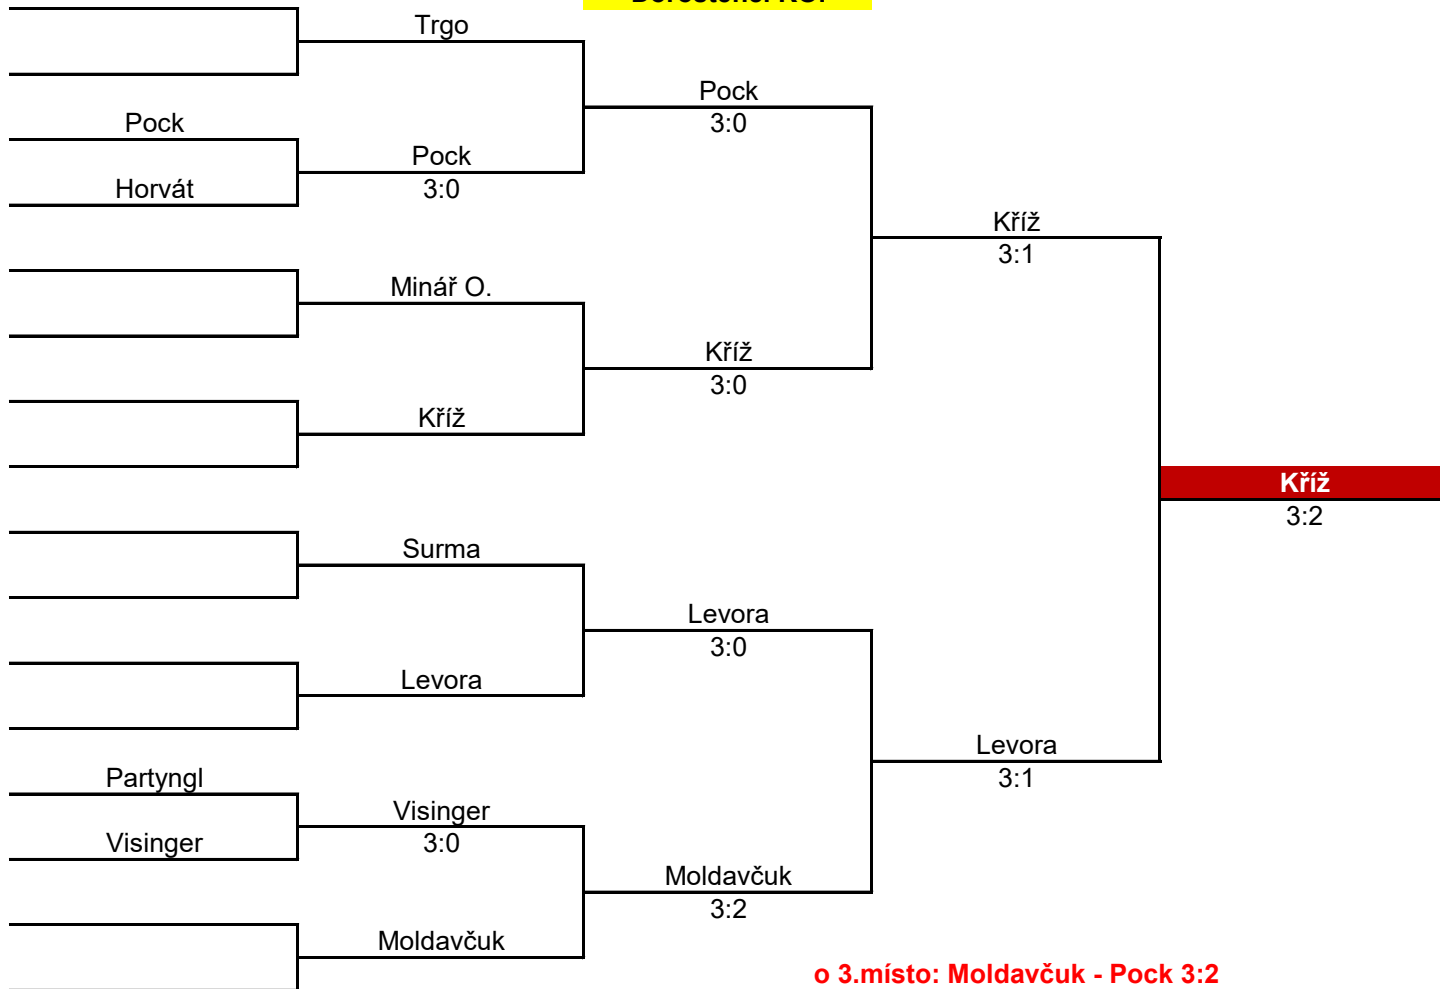 Trgo
Pock
3:0
Pock
Pock
3:0
Horvát
Kříž
3:1
Minář O.
Kříž
3:0
Kříž
Kříž
3:2
Surma
Levora
3:0
Levora
Levora
3:1
Partyngl
Visinger
3:0
Visinger
Moldavčuk
3:2
Moldavčuk
o 3.místo: Moldavčuk - Pock 3:2